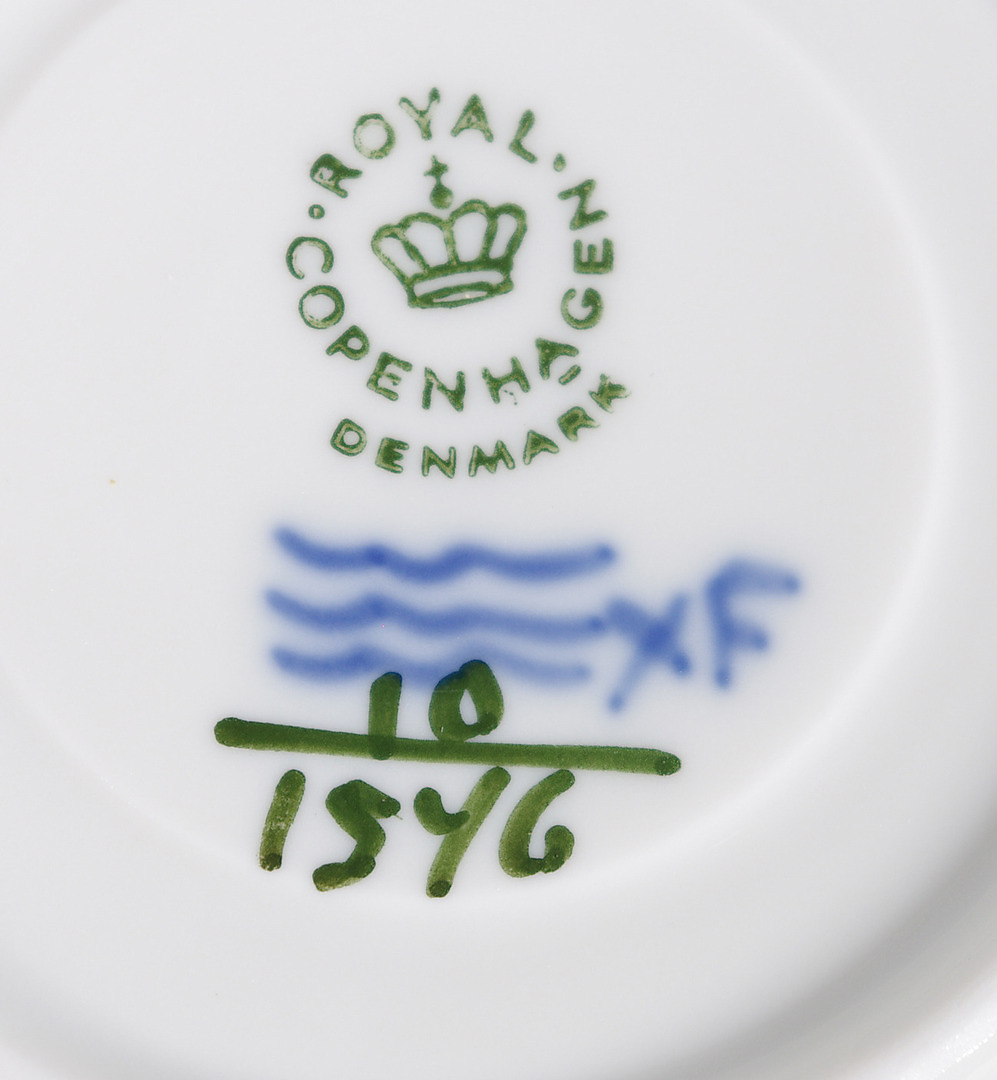 ROYAL.
.COPENHAGEN
DENMARK
XF
10
1546